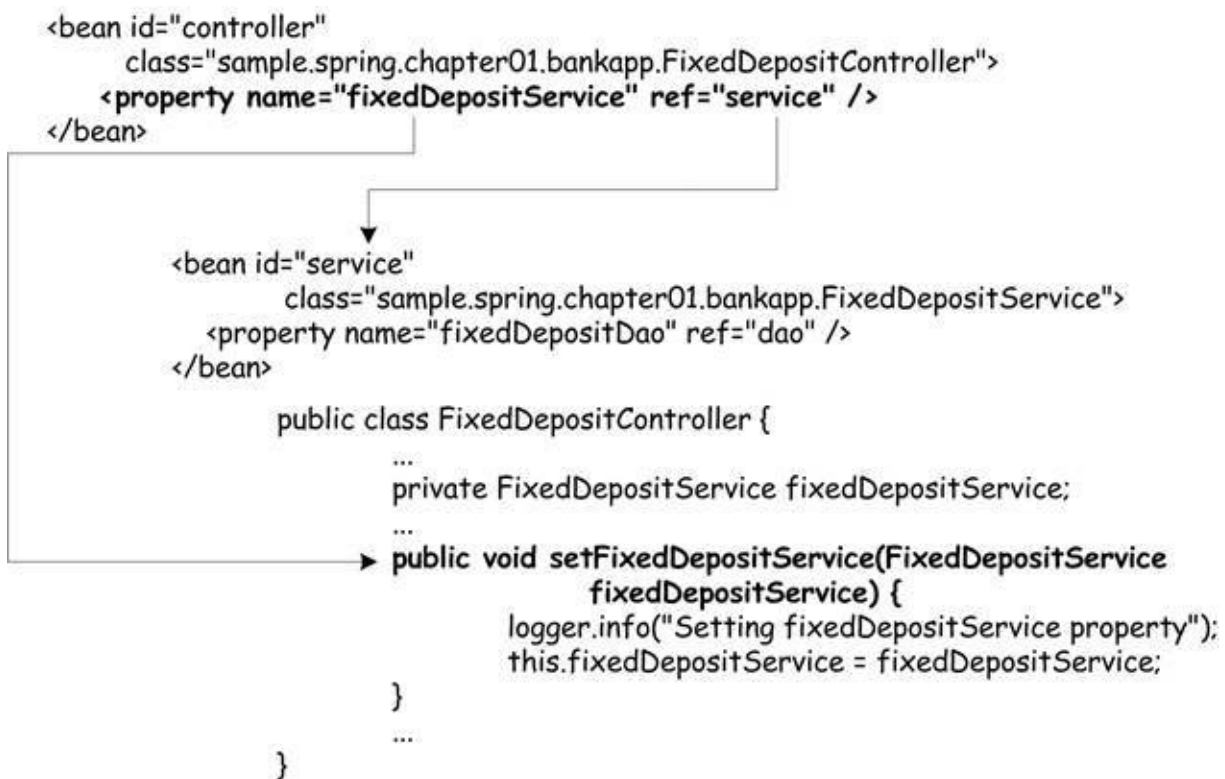 <bean id="controller"
class="sample.spring.chapter01.bankapp.FixedDepositController">
<property name="fixedDepositService" ref="service" />
</bean>
<bean id="service"
class="sample.spring.chapter01.bankapp.FixedDepositService">
<property name="fixedDepositDao" ref="dao" />
</bean>
public class FixedDepositController {
...
private FixedDepositService fixedDepositService;
...
public void setFixedDepositService(FixedDepositService
fixedDepositService) {
logger.info("Setting fixedDepositService property");
this.fixedDepositService = fixedDepositService;
}
...
}